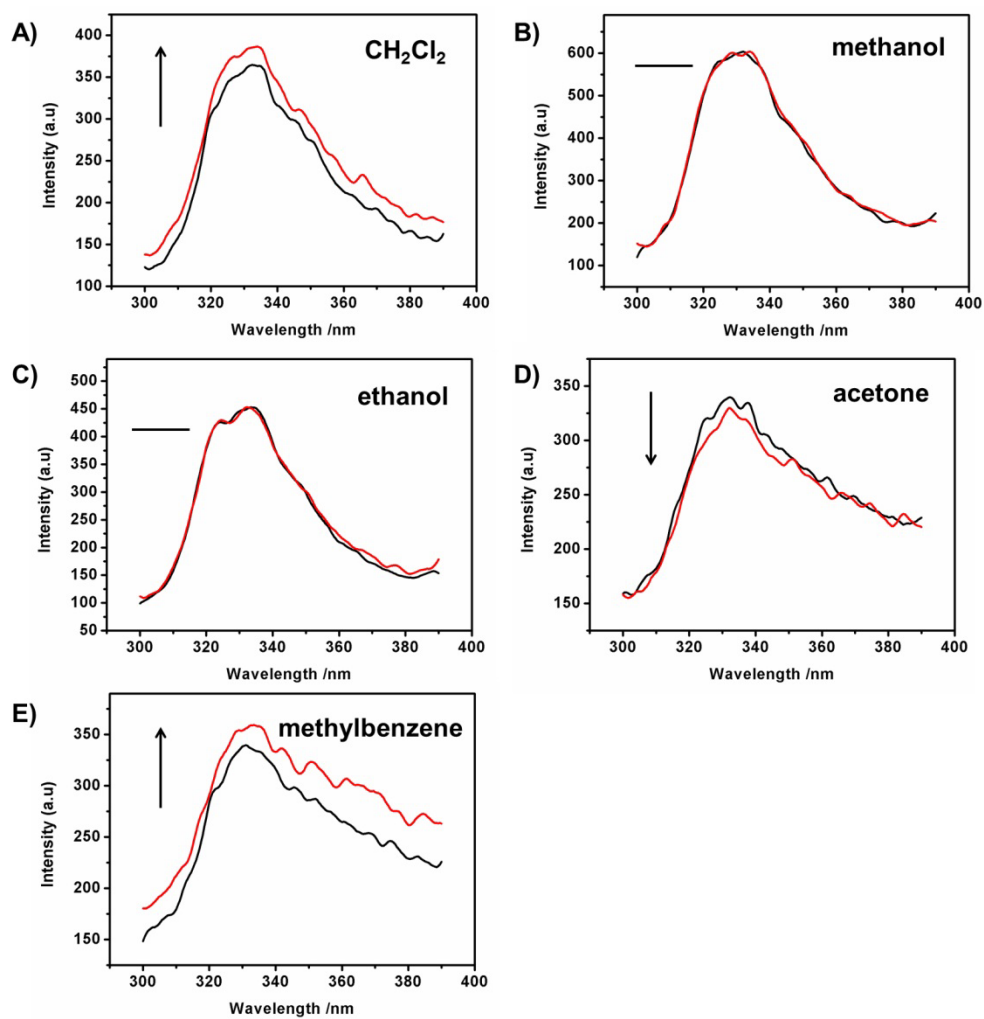 A)
CH₂Cl₂
Intensity (a.u)
400
350
300
250
200
150
100
300 320 340 360 380 400
Wavelength /nm
B)
methanol
Intensity (a.u)
600
500
400
300
200
100
300 320 340 360 380 400
Wavelength /nm
C)
ethanol
Intensity (a.u)
500
450
400
350
300
250
200
150
100
50
300 320 340 360 380 400
Wavelength /nm
D)
acetone
Intensity (a.u)
350
300
250
200
150
300 320 340 360 380 400
Wavelength /nm
E)
methylbenzene
Intensity (a.u)
350
300
250
200
150
300 320 340 360 380 400
Wavelength /nm